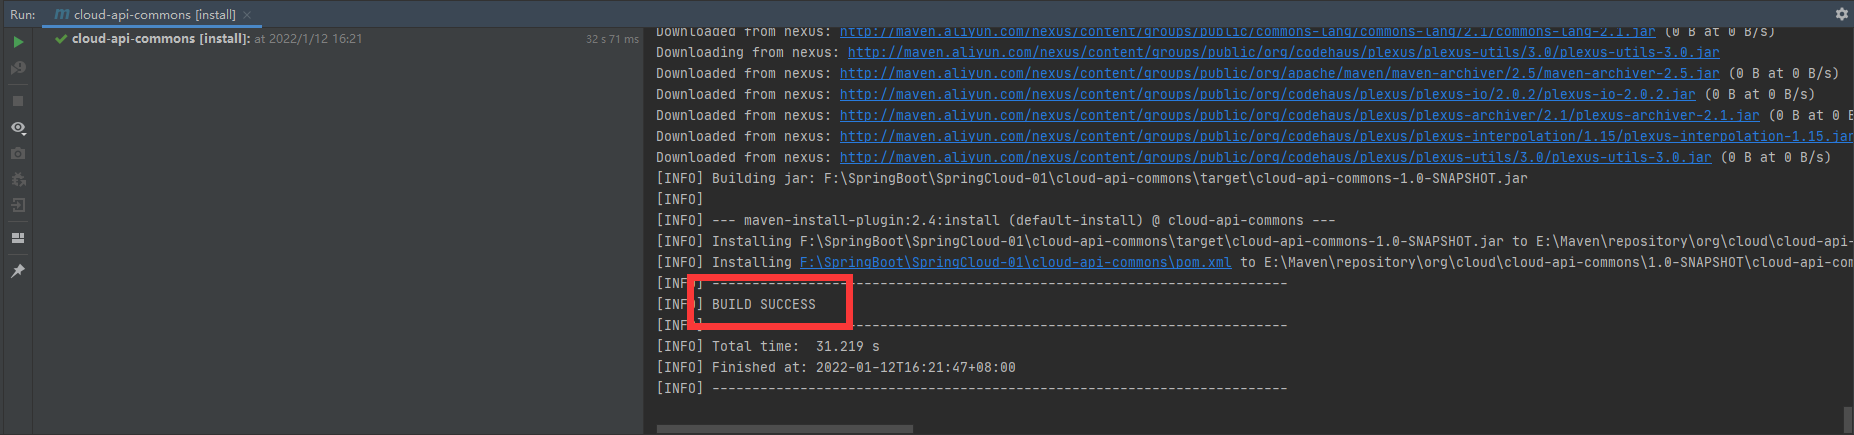 Run: m cloud-api-commons [install] ×
cloud-api-commons [install]: at 2022/1/12 16:21 32 s 71 ms
Downloaded from nexus: http://maven.aliyun.com/nexus/content/groups/public/commons-lang/commons-lang/2.1/commons-lang-2.1.jar (0 B at 0 B/s)
Downloading from nexus: http://maven.aliyun.com/nexus/content/groups/public/org/codehaus/plexus/plexus-utils/3.0/plexus-utils-3.0.jar
Downloaded from nexus: http://maven.aliyun.com/nexus/content/groups/public/org/apache/maven/maven-archiver/2.5/maven-archiver-2.5.jar (0 B at 0 B/s)
Downloaded from nexus: http://maven.aliyun.com/nexus/content/groups/public/org/codehaus/plexus/plexus-io/2.0.2/plexus-io-2.0.2.jar (0 B at 0 B/s)
Downloaded from nexus: http://maven.aliyun.com/nexus/content/groups/public/org/codehaus/plexus/plexus-archiver/2.1/plexus-archiver-2.1.jar (0 B at 0 B
Downloaded from nexus: http://maven.aliyun.com/nexus/content/groups/public/org/codehaus/plexus/plexus-interpolation/1.15/plexus-interpolation-1.15.jar
Downloaded from nexus: http://maven.aliyun.com/nexus/content/groups/public/org/codehaus/plexus/plexus-utils/3.0/plexus-utils-3.0.jar (0 B at 0 B/s)
[INFO] Building jar: F:\SpringBoot\SpringCloud-01\cloud-api-commons\target\cloud-api-commons-1.0-SNAPSHOT.jar
[INFO]
[INFO] --- maven-install-plugin:2.4:install (default-install) @ cloud-api-commons ---
[INFO] Installing F:\SpringBoot\SpringCloud-01\cloud-api-commons\target\cloud-api-commons-1.0-SNAPSHOT.jar to E:\Maven\repository\org\cloud\cloud-api-
[INFO] Installing F:\SpringBoot\SpringCloud-01\cloud-api-commons\pom.xml to E:\Maven\repository\org\cloud\cloud-api-commons\1.0-SNAPSHOT\cloud-api-com
[INFO] ------------------------------------------------------------------------
[INFO] BUILD SUCCESS
[INFO] ------------------------------------------------------------------------
[INFO] Total time:  31.219 s
[INFO] Finished at: 2022-01-12T16:21:47+08:00
[INFO] ------------------------------------------------------------------------